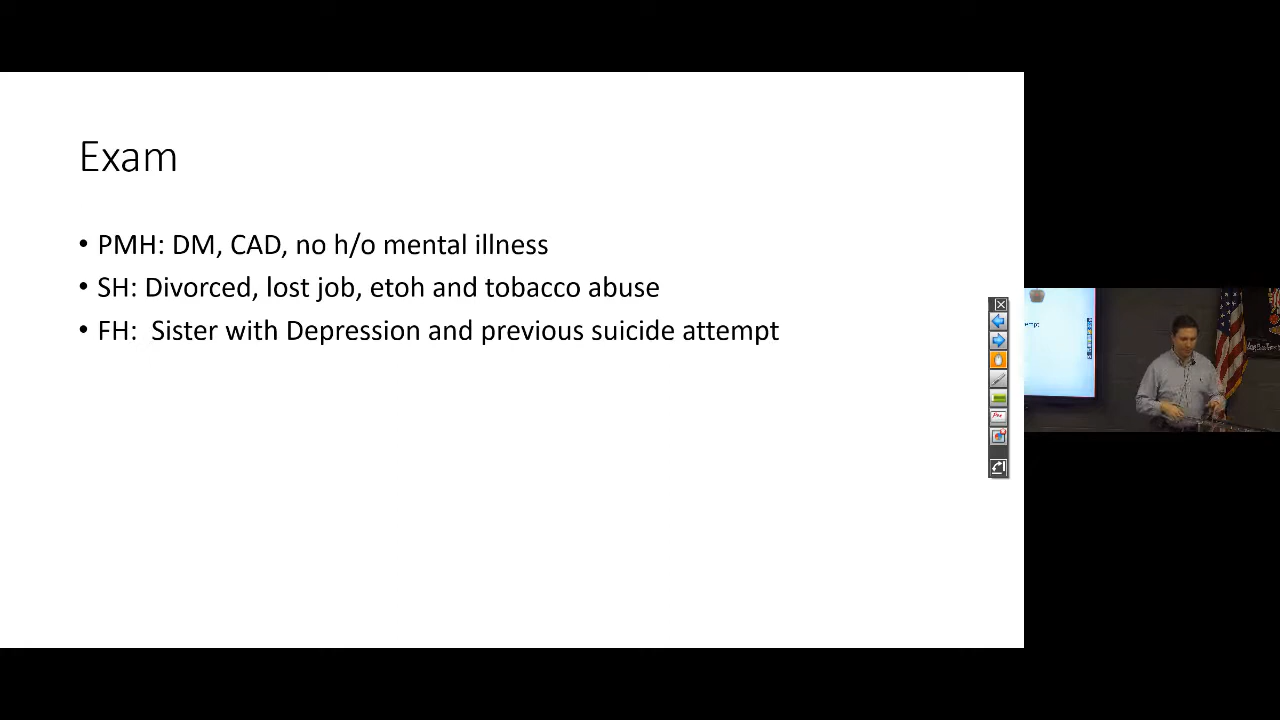 Exam
• PMH: DM, CAD, no h/o mental illness
• SH: Divorced, lost job, etoh and tobacco abuse
• FH:  Sister with Depression and previous suicide attempt